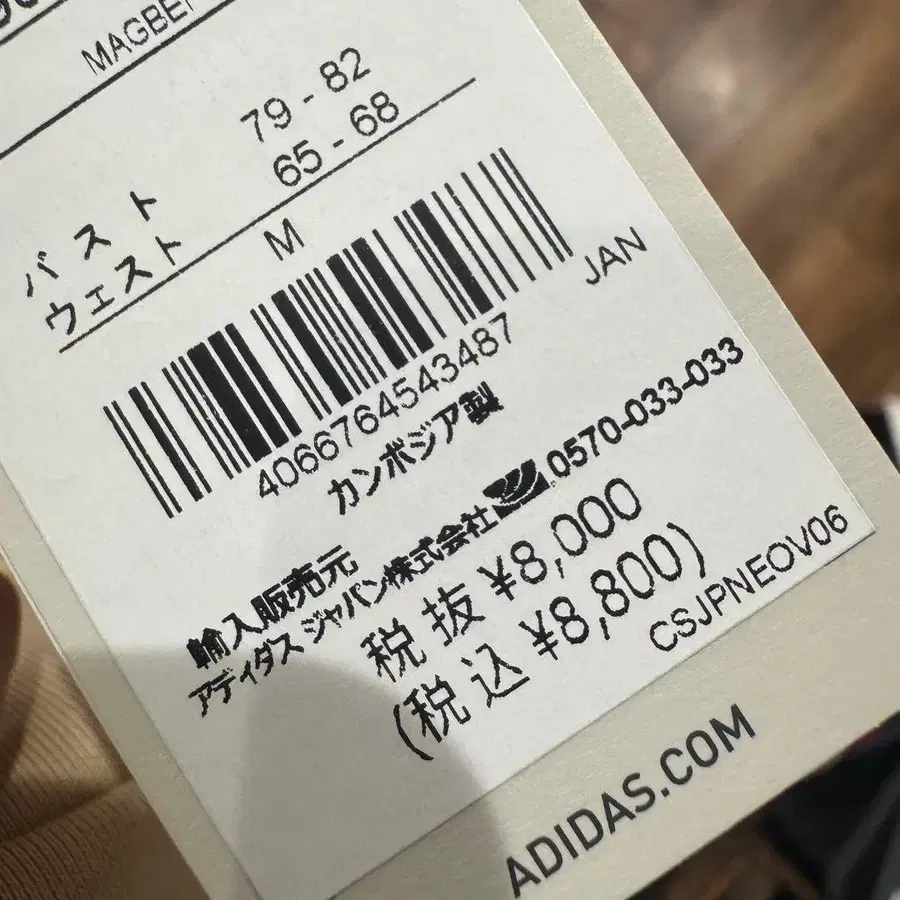 MAGBEI
バスト 79 - 82
ウェスト 65 - 68
M
JAN
4066764543487
カンボジア製
輸入販売元
アディダス ジャパン株式会社 0570-033-033
税抜 ¥8,000
(税込 ¥8,800)
CSJPNEOV06
ADIDAS.COM